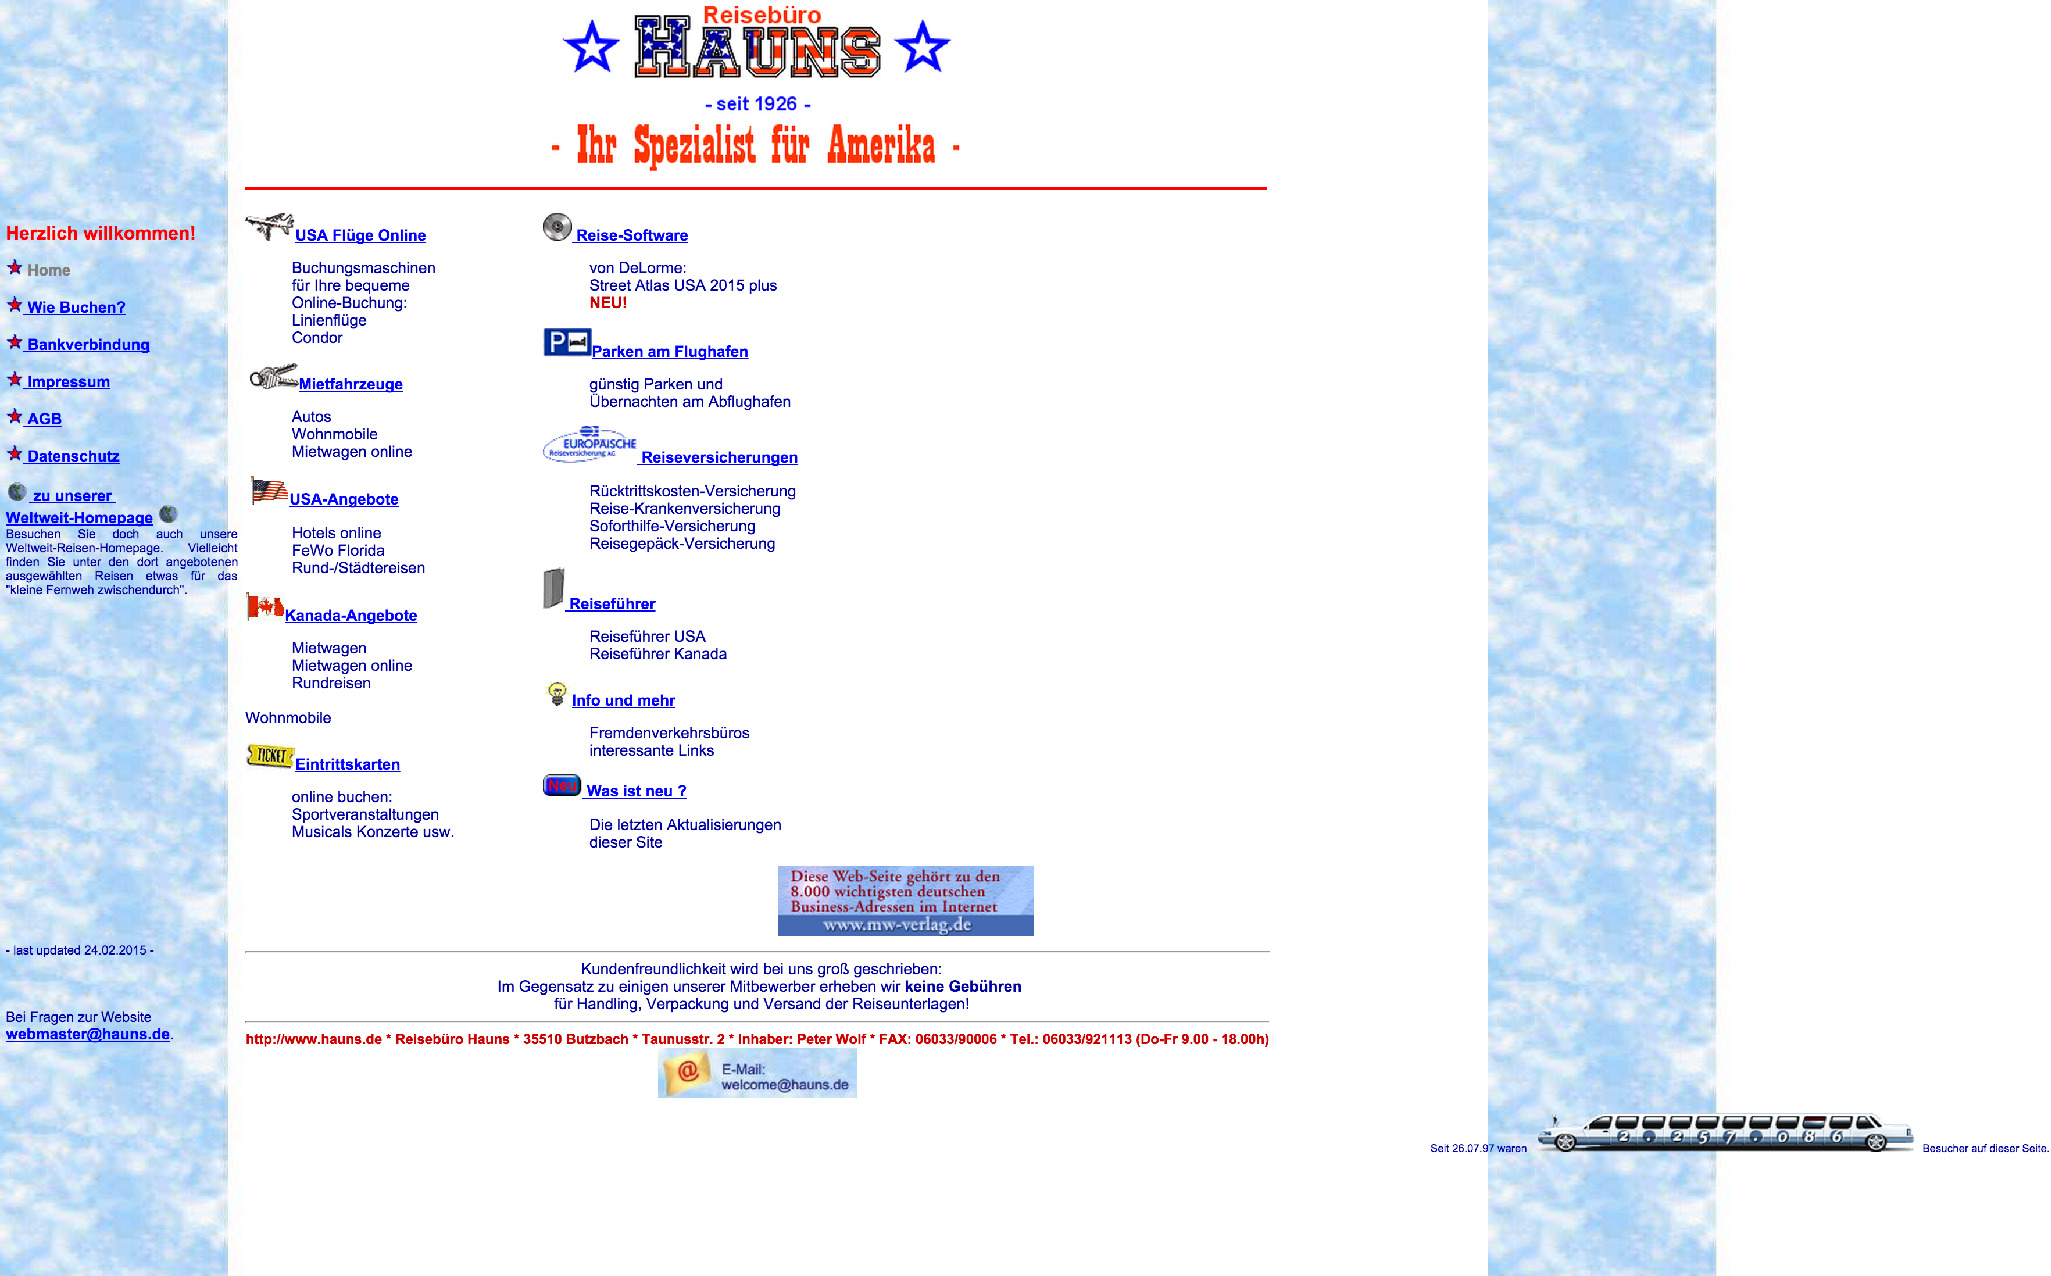 Reisebüro
HAUNS
- seit 1926 -
- Ihr Spezialist für Amerika -
Herzlich willkommen!
Home
Wie Buchen?
Bankverbindung
Impressum
AGB
Datenschutz
zu unserer
Weltweit-Homepage
Besuchen Sie doch auch unsere
Weltweit-Reisen-Homepage. Vielleicht
finden Sie unter den dort angebotenen
ausgewählten Reisen etwas für das
"kleine Fernweh zwischendurch".
- last updated 24.02.2015 -
Bei Fragen zur Website
webmaster@hauns.de.
USA Flüge Online
Buchungsmaschinen
für Ihre bequeme
Online-Buchung:
Linienflüge
Condor
Mietfahrzeuge
Autos
Wohnmobile
Mietwagen online
USA-Angebote
Hotels online
FeWo Florida
Rund-/Städtereisen
Kanada-Angebote
Mietwagen
Mietwagen online
Rundreisen
Wohnmobile
TICKET
Eintrittskarten
online buchen:
Sportveranstaltungen
Musicals Konzerte usw.
Reise-Software
von DeLorme:
Street Atlas USA 2015 plus
NEU!
P
Parken am Flughafen
günstig Parken und
Übernachten am Abflughafen
EUROPÄISCHE
Reiseversicherung AG
Reiseversicherungen
Rücktrittskosten-Versicherung
Reise-Krankenversicherung
Soforthilfe-Versicherung
Reisegepäck-Versicherung
Reiseführer
Reiseführer USA
Reiseführer Kanada
Info und mehr
Fremdenverkehrsbüros
interessante Links
Neu
Was ist neu ?
Die letzten Aktualisierungen
dieser Site
Diese Web-Seite gehört zu den
8.000 wichtigsten deutschen
Business-Adressen im Internet
www.mw-verlag.de
Kundenfreundlichkeit wird bei uns groß geschrieben:
Im Gegensatz zu einigen unserer Mitbewerber erheben wir keine Gebühren
für Handling, Verpackung und Versand der Reiseunterlagen!
http://www.hauns.de * Reisebüro Hauns * 35510 Butzbach * Taunusstr. 2 * Inhaber: Peter Wolf * FAX: 06033/90006 * Tel.: 06033/921113 (Do-Fr 9.00 - 18.00h)
@ E-Mail:
welcome@hauns.de
Seit 26.07.97 waren 2.257.086 Besucher auf dieser Seite.